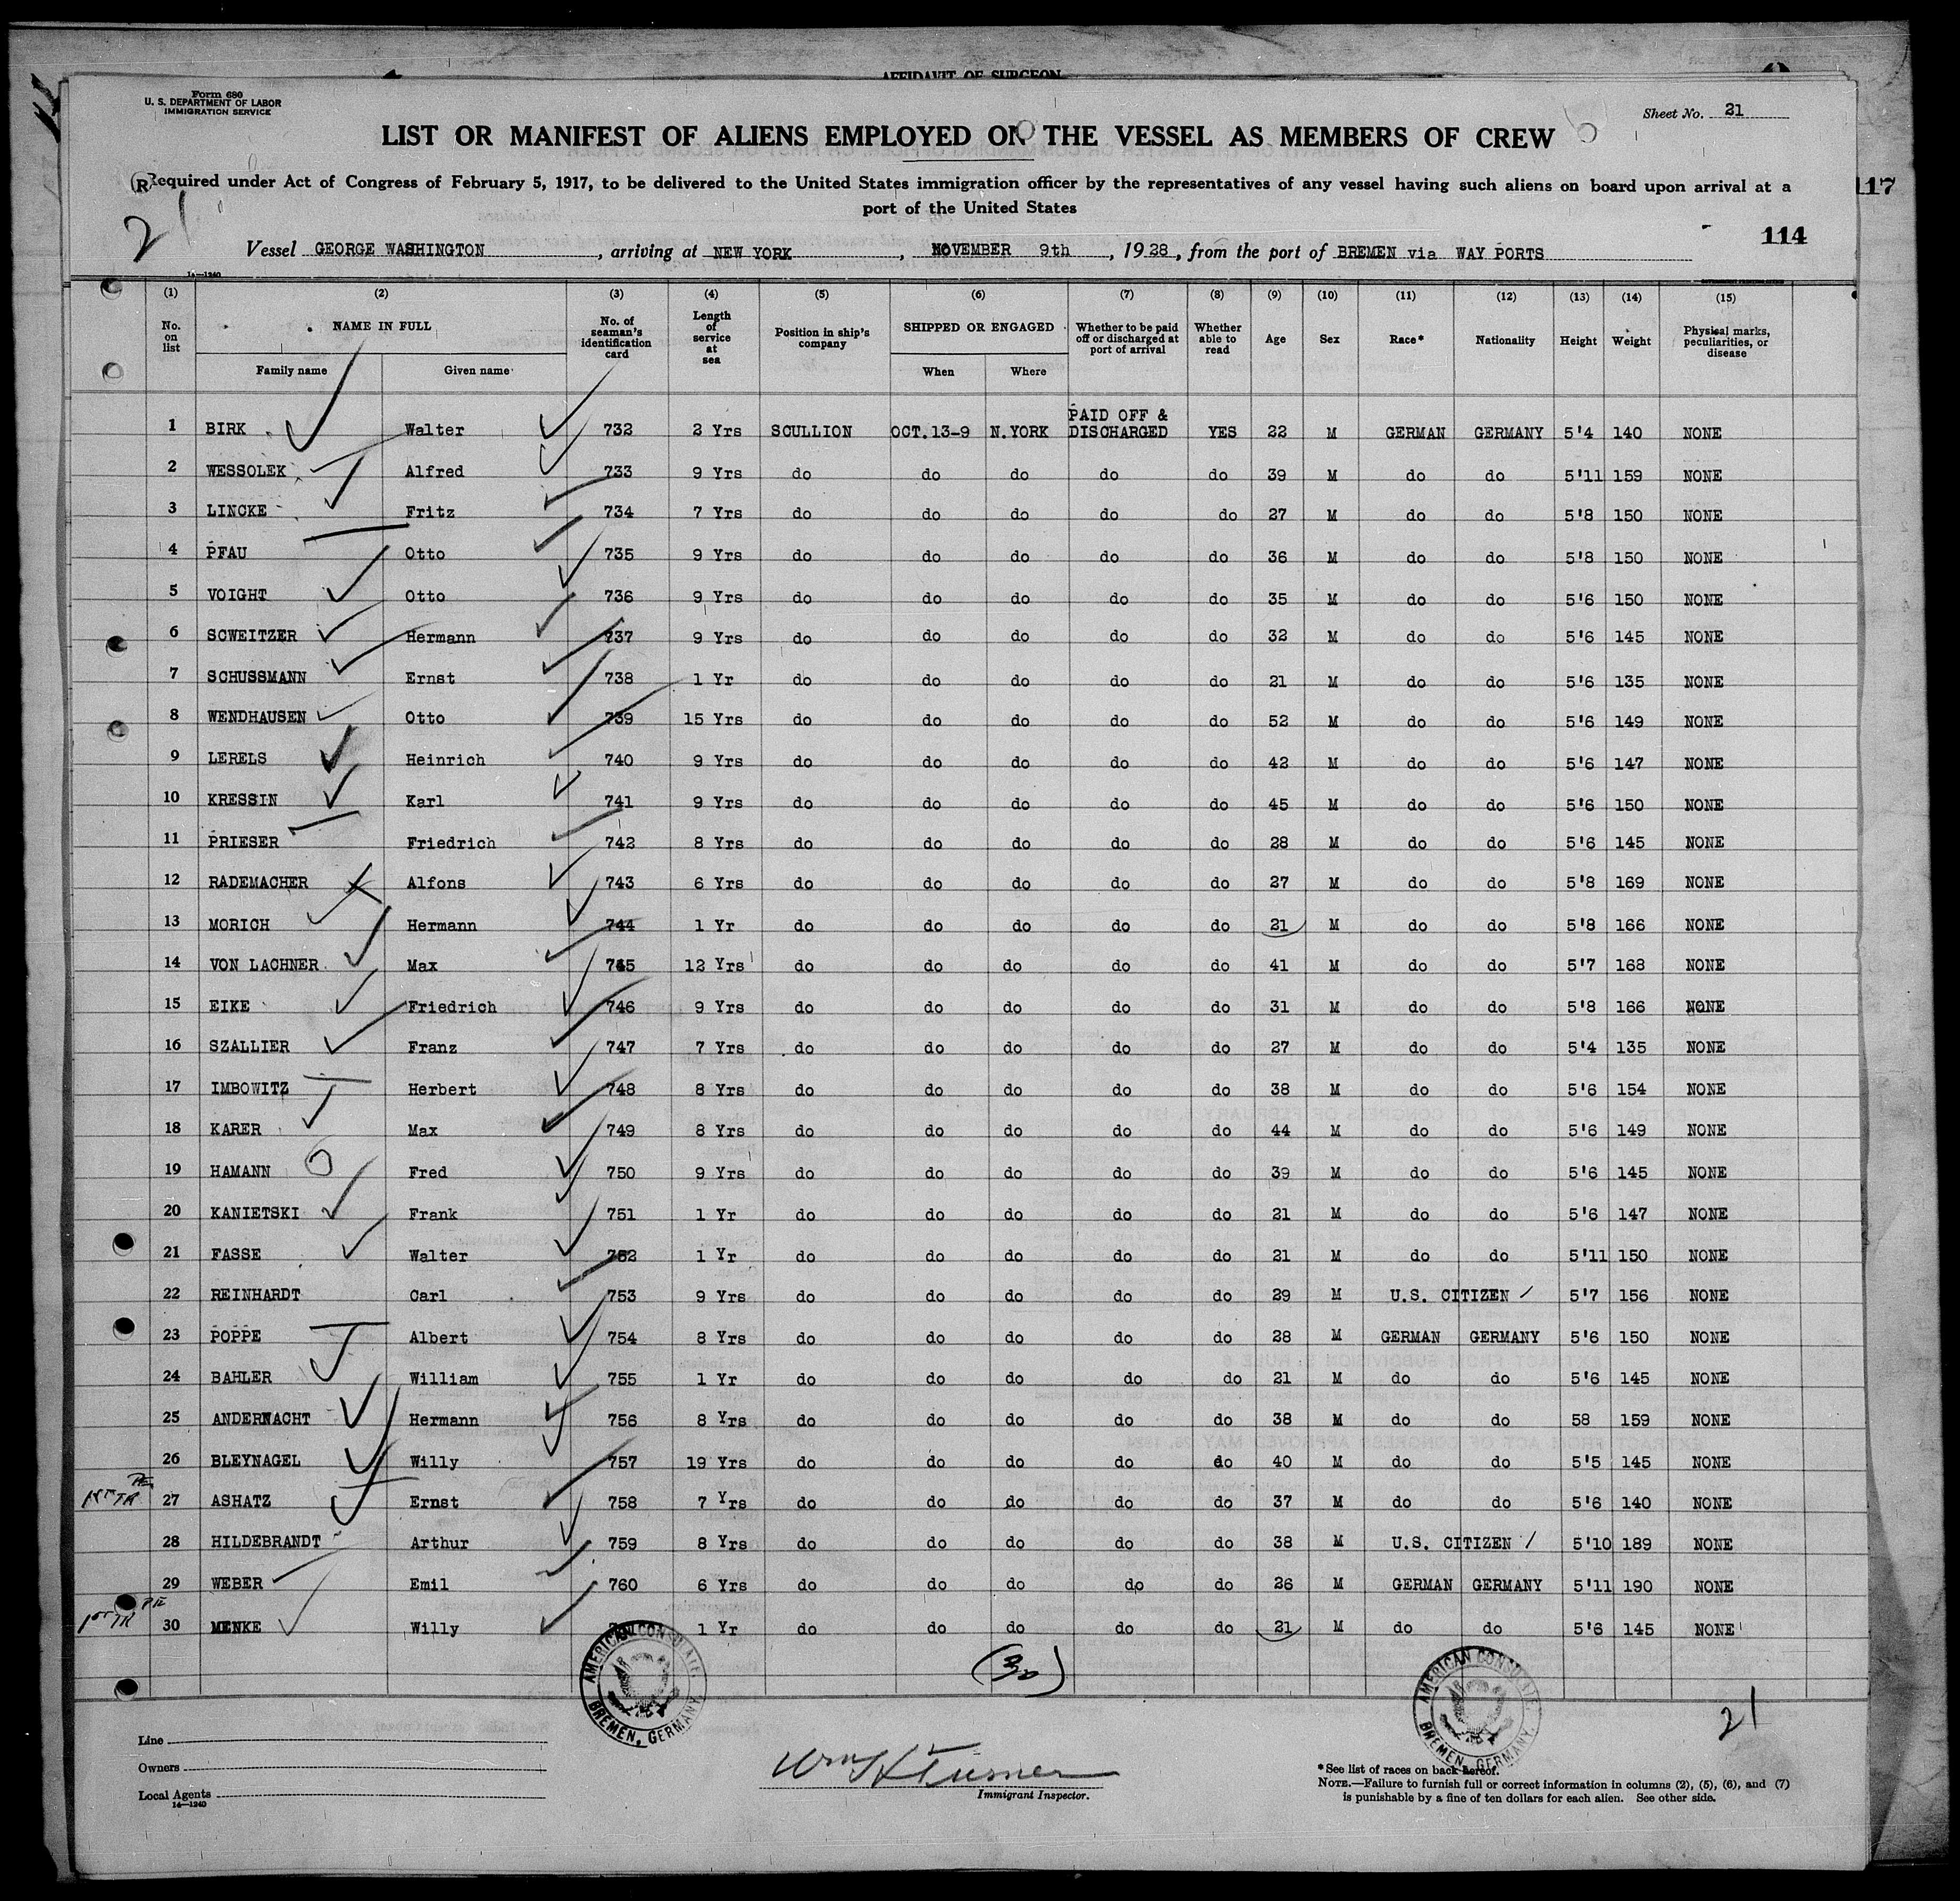 AFFIDAVIT OF SURGEON
Form 680
U. S. DEPARTMENT OF LABOR
IMMIGRATION SERVICE
Sheet No. 21
LIST OR MANIFEST OF ALIENS EMPLOYED ON THE VESSEL AS MEMBERS OF CREW
Required under Act of Congress of February 5, 1917, to be delivered to the United States immigration officer by the representatives of any vessel having such aliens on board upon arrival at a
port of the United States
117
21
114
Vessel GEORGE WASHINGTON, arriving at NEW YORK, NOVEMBER 9th, 1928, from the port of BREMEN via WAY PORTS
14—1240
(1) (2) (3) (4) (5) (6) (7) (8) (9) (10) (11) (12) (13) (14) (15)
No. on list NAME IN FULL Family name Given name No. of seaman's identification card Length of service at sea Position in ship's company SHIPPED OR ENGAGED When Where Whether to be paid off or discharged at port of arrival Whether able to read Age Sex Race* Nationality Height Weight Physical marks, peculiarities, or disease
1 BIRK Walter 732 2 Yrs SCULLION OCT.13-9 N.YORK PAID OFF & DISCHARGED YES 22 M GERMAN GERMANY 5'4 140 NONE
2 WESSOLEK Alfred 733 9 Yrs do do do do do 39 M do do 5'11 159 NONE
3 LINCKE Fritz 734 7 Yrs do do do do do 27 M do do 5'8 150 NONE
4 PFAU Otto 735 9 Yrs do do do do do 36 M do do 5'8 150 NONE
5 VOIGHT Otto 736 9 Yrs do do do do do 35 M do do 5'6 150 NONE
6 SCWEITZER Hermann 737 9 Yrs do do do do do 32 M do do 5'6 145 NONE
7 SCHUSSMANN Ernst 738 1 Yr do do do do do 21 M do do 5'6 135 NONE
8 WENDHAUSEN Otto 739 15 Yrs do do do do do 52 M do do 5'6 149 NONE
9 LERELS Heinrich 740 9 Yrs do do do do do 42 M do do 5'6 147 NONE
10 KRESSIN Karl 741 9 Yrs do do do do do 45 M do do 5'6 150 NONE
11 PRIESER Friedrich 742 8 Yrs do do do do do 28 M do do 5'6 145 NONE
12 RADEMACHER Alfons 743 6 Yrs do do do do do 27 M do do 5'8 169 NONE
13 MORICH Hermann 744 1 Yr do do do do do 21 M do do 5'8 166 NONE
14 VON LACHNER Max 745 12 Yrs do do do do do 41 M do do 5'7 168 NONE
15 EIKE Friedrich 746 9 Yrs do do do do do 31 M do do 5'8 166 NONE
16 SZALLIER Franz 747 7 Yrs do do do do do 27 M do do 5'4 135 NONE
17 IMBOWITZ Herbert 748 8 Yrs do do do do do 38 M do do 5'6 154 NONE
18 KARER Max 749 8 Yrs do do do do do 44 M do do 5'6 149 NONE
19 HAMANN Fred 750 9 Yrs do do do do do 39 M do do 5'6 145 NONE
20 KANIETSKI Frank 751 1 Yr do do do do do 21 M do do 5'6 147 NONE
21 FASSE Walter 752 1 Yr do do do do do 21 M do do 5'11 150 NONE
22 REINHARDT Carl 753 9 Yrs do do do do do 29 M U.S. CITIZEN 5'7 156 NONE
23 POPPE Albert 754 8 Yrs do do do do do 28 M GERMAN GERMANY 5'6 150 NONE
24 BAHLER William 755 1 Yr do do do do do 21 M do do 5'6 145 NONE
25 ANDERNACHT Hermann 756 8 Yrs do do do do do 38 M do do 58 159 NONE
26 BLEYNAGEL Willy 757 19 Yrs do do do do do 40 M do do 5'5 145 NONE
1st TR 27 ASHATZ Ernst 758 7 Yrs do do do do do 37 M do do 5'6 140 NONE
28 HILDEBRANDT Arthur 759 8 Yrs do do do do do 38 M U.S. CITIZEN 5'10 189 NONE
29 WEBER Emil 760 6 Yrs do do do do do 26 M GERMAN GERMANY 5'11 190 NONE
1st TR 30 MENKE Willy 1 Yr do do do do do 21 M do do 5'6 145 NONE
(30)
AMERICAN CONSULATE BREMEN, GERMANY.
AMERICAN CONSULATE BREMEN, GERMANY.
21
Line
Owners
Local Agents
14—1240
Wm H Turner
Immigrant Inspector.
*See list of races on back hereof.
NOTE.—Failure to furnish full or correct information in columns (2), (5), (6), and (7)
is punishable by a fine of ten dollars for each alien. See other side.